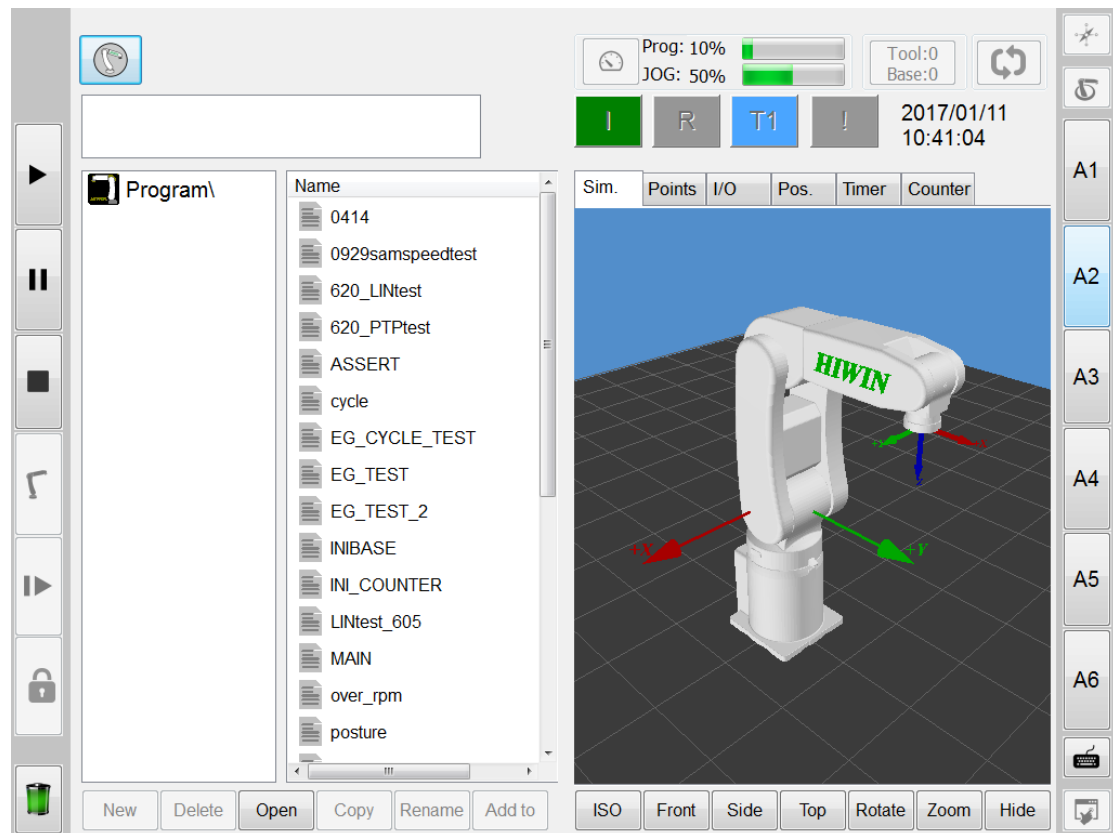 Prog: 10%
JOG: 50%
Tool:0
Base:0
I
R
T1
!
2017/01/11
10:41:04
Program\
Name
0414
0929samspeedtest
620_LINtest
620_PTPtest
ASSERT
cycle
EG_CYCLE_TEST
EG_TEST
EG_TEST_2
INIBASE
INI_COUNTER
LINtest_605
MAIN
over_rpm
posture
New
Delete
Open
Copy
Rename
Add to
Sim.
Points
I/O
Pos.
Timer
Counter
HIWIN
+X
+Y
ISO
Front
Side
Top
Rotate
Zoom
Hide
A1
A2
A3
A4
A5
A6